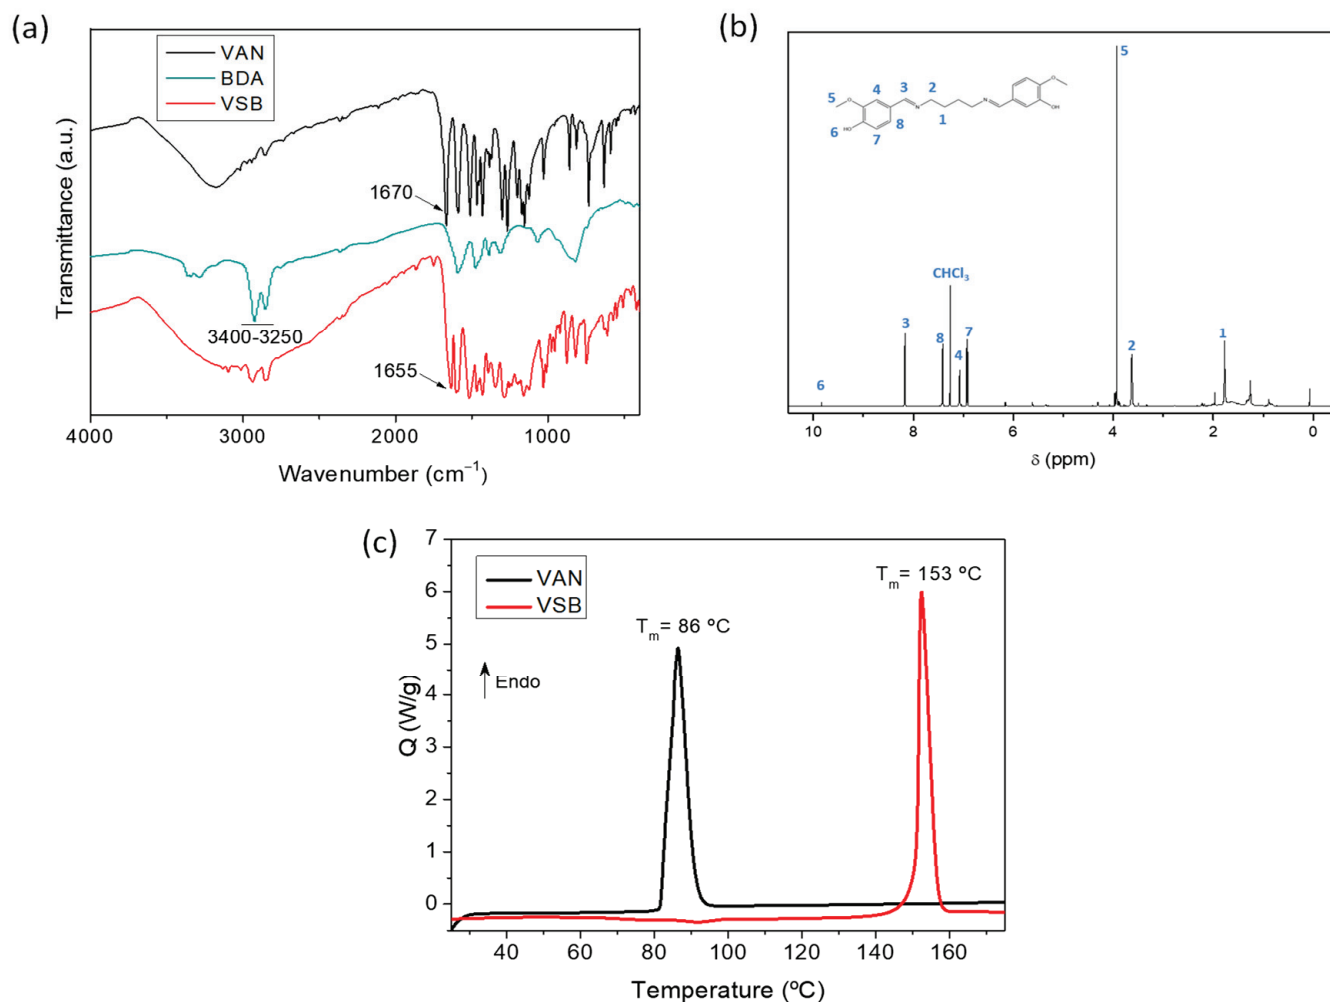 (a)
VAN
BDA
VSB
1670
3400-3250
1655
Transmittance (a.u.)
4000 3000 2000 1000
Wavenumber (cm⁻¹)
(b)
5
4 3 2
5
N
N
O
O
HO
OH
6 8 1
7
CHCl₃
3
8 7
4
6
2
1
10 8 6 4 2 0
δ (ppm)
(c)
VAN
VSB
Tm= 153 ºC
Tm= 86 ºC
Endo
Q (W/g)
7
6
5
4
3
2
1
0
40 60 80 100 120 140 160
Temperature (ºC)